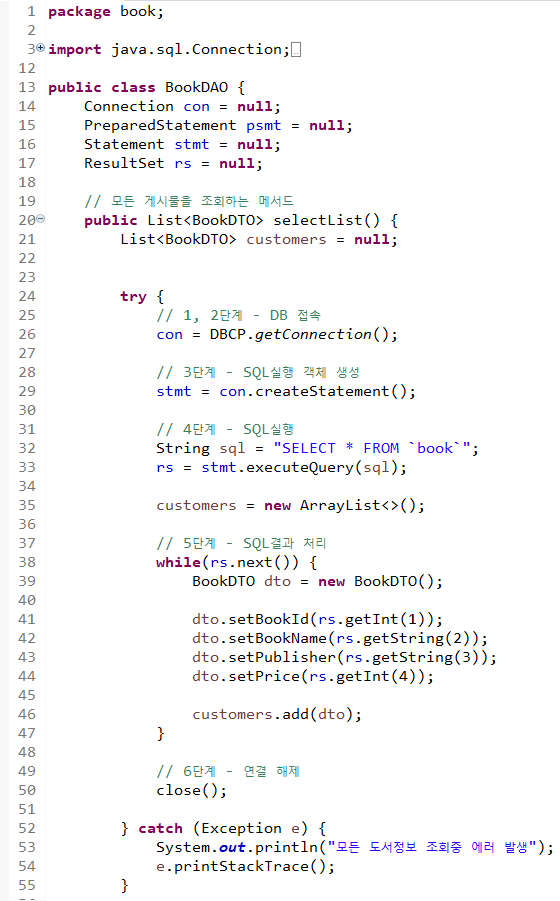 1 package book;
2
3 import java.sql.Connection;
12
13 public class BookDAO {
14     Connection con = null;
15     PreparedStatement psmt = null;
16     Statement stmt = null;
17     ResultSet rs = null;
18
19     // 모든 게시물을 조회하는 메서드
20     public List<BookDTO> selectList() {
21         List<BookDTO> customers = null;
22
23
24         try {
25             // 1, 2단계 - DB 접속
26             con = DBCP.getConnection();
27
28             // 3단계 - SQL실행 객체 생성
29             stmt = con.createStatement();
30
31             // 4단계 - SQL실행
32             String sql = "SELECT * FROM `book`";
33             rs = stmt.executeQuery(sql);
34
35             customers = new ArrayList<>();
36
37             // 5단계 - SQL결과 처리
38             while(rs.next()) {
39                 BookDTO dto = new BookDTO();
40
41                 dto.setBookId(rs.getInt(1));
42                 dto.setBookName(rs.getString(2));
43                 dto.setPublisher(rs.getString(3));
44                 dto.setPrice(rs.getInt(4));
45
46                 customers.add(dto);
47             }
48
49             // 6단계 - 연결 해제
50             close();
51
52         } catch (Exception e) {
53             System.out.println("모든 도서정보 조회중 에러 발생");
54             e.printStackTrace();
55         }